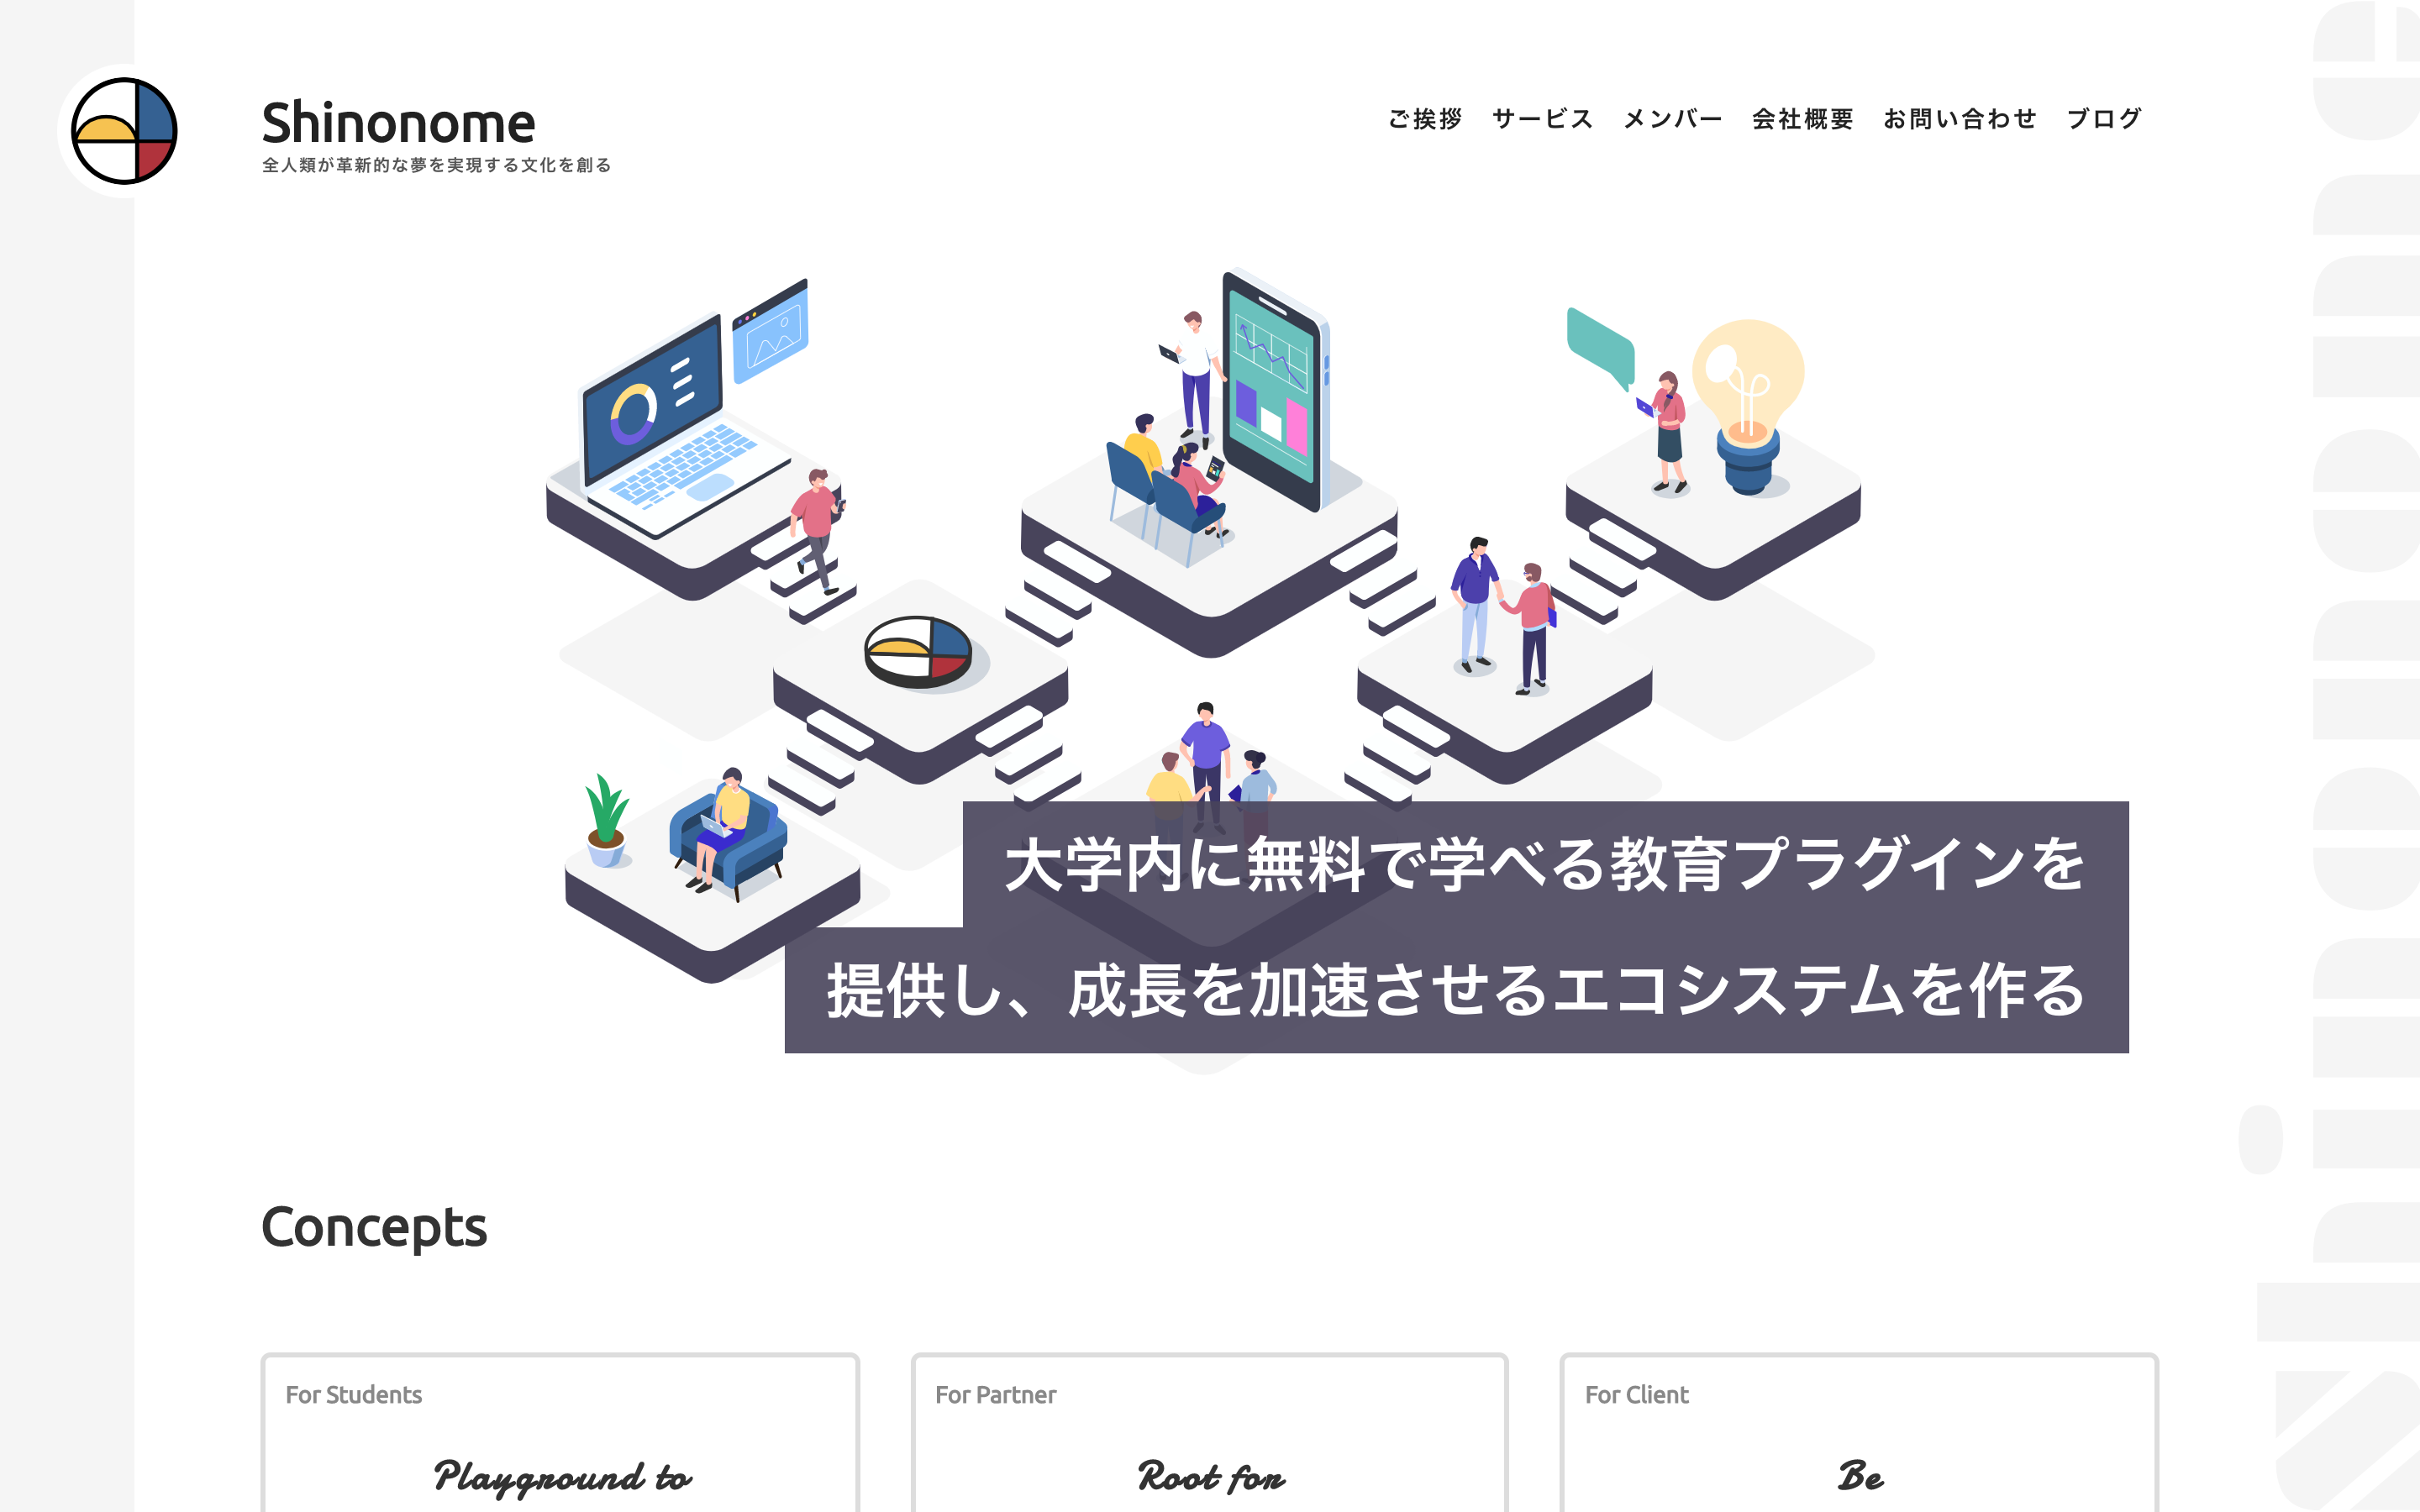 Shinonome
全人類が革新的な夢を実現する文化を創る
ご挨拶 サービス メンバー 会社概要 お問い合わせ ブログ
大学内に無料で学べる教育プラグインを
提供し、成長を加速させるエコシステムを作る
Concepts
For Students
Playground to
For Partner
Root for
For Client
Be
Shinonome